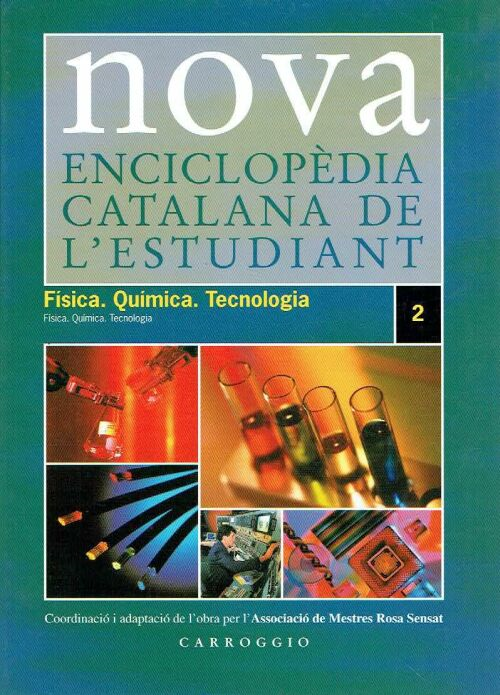 nova
ENCICLOPÈDIA
CATALANA DE
L'ESTUDIANT
Física. Química. Tecnologia
Física. Química. Tecnologia
2
Coordinació i adaptació de l'obra per l'Associació de Mestres Rosa Sensat
CARROGGIO